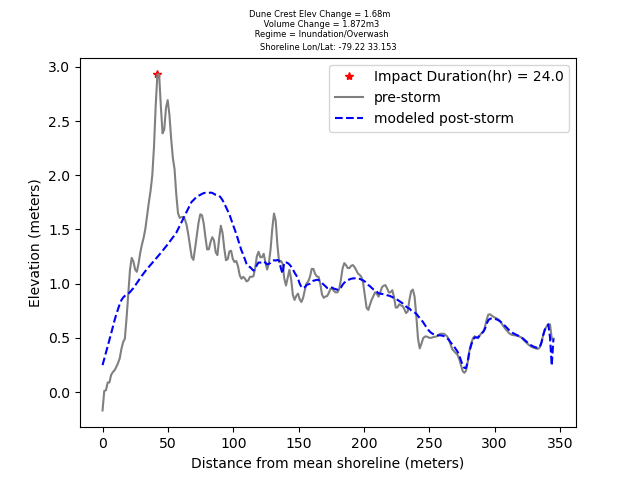 Dune Crest Elev Change = 1.68m
Volume Change = 1.872m3
Regime = Inundation/Overwash
Shoreline Lon/Lat: -79.22 33.153
Impact Duration(hr) = 24.0
pre-storm
modeled post-storm
3.0
2.5
2.0
1.5
1.0
0.5
0.0
Elevation (meters)
0 50 100 150 200 250 300 350
Distance from mean shoreline (meters)